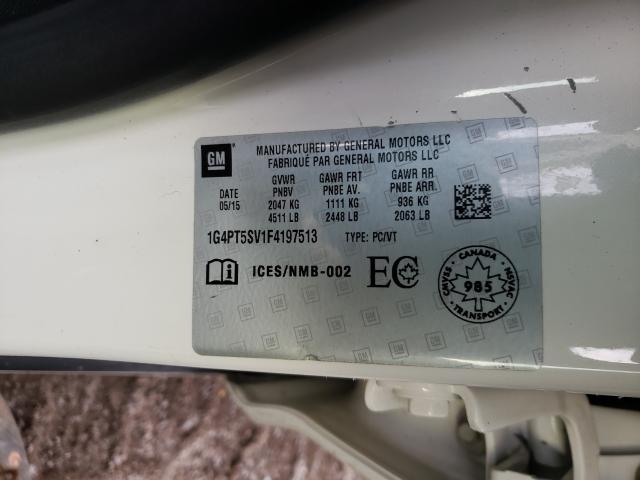 GM
MANUFACTURED BY GENERAL MOTORS LLC
FABRIQUÉ PAR GENERAL MOTORS LLC
GVWR GAWR FRT GAWR RR
DATE PNBV PNBE AV. PNBE ARR.
05/15 2047 KG 1111 KG 936 KG
4511 LB 2448 LB 2063 LB
1G4PT5SV1F4197513 TYPE: PC/VT
ICES/NMB-002 EC
CANADA
CMVSS 985 NSVAC
TRANSPORT